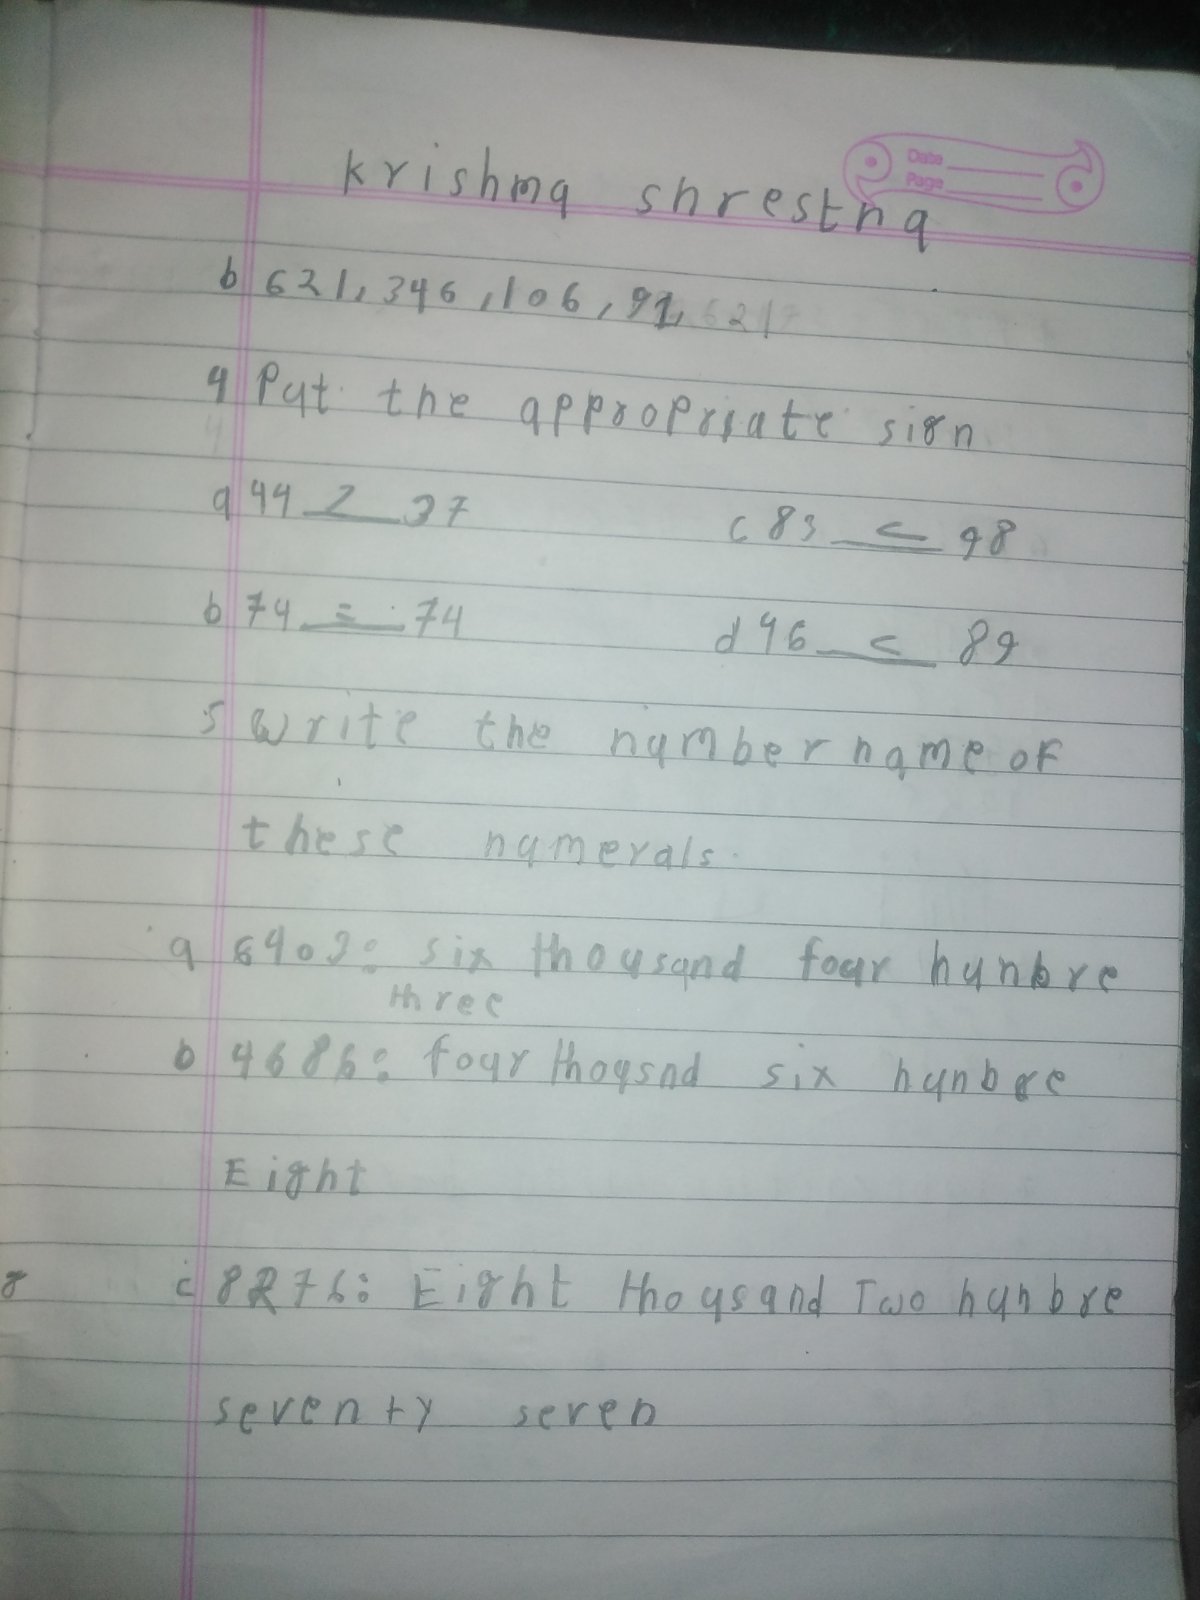 krishma shrestha
Date
Page
b 621, 346, 106, 91,
4 Put the appropriate sign
a 44 > 37 c 83 < 98
b 74 = 74 d 46 < 89
5 Write the number name of
these numerals.
a 6403: six thousand four hunbre
three
b 4686: four thousnd six hunbre
Eight
c 8276: Eight thousand Two hunbre
seventy seven